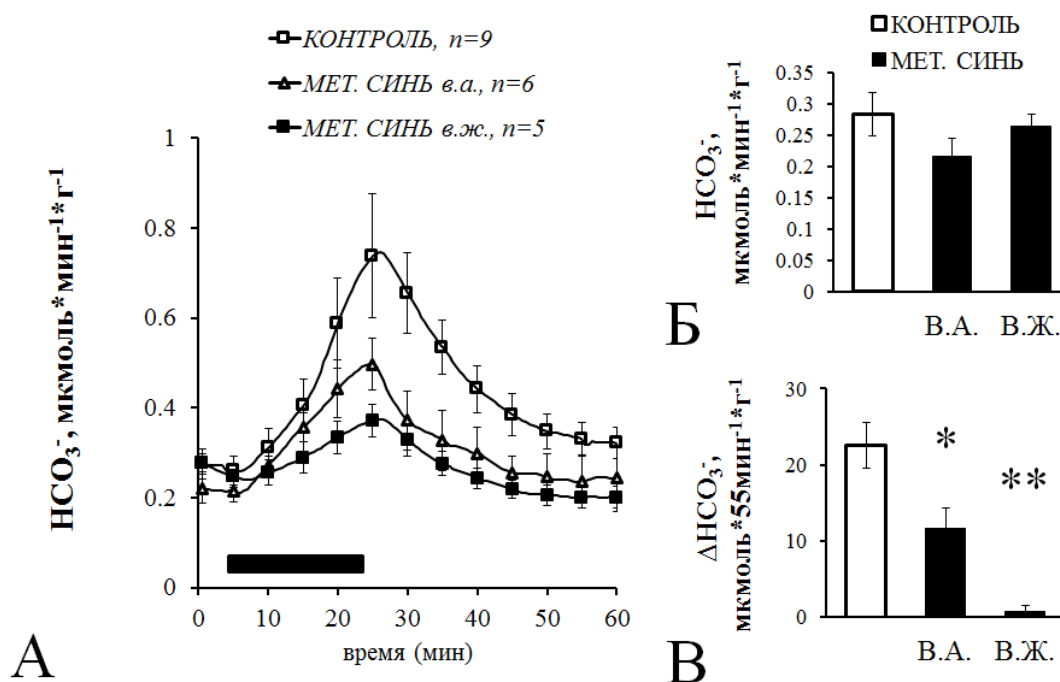 КОНТРОЛЬ, n=9
МЕТ. СИНЬ в.а., n=6
МЕТ. СИНЬ в.ж., n=5
HCO₃⁻, мкмоль*мин⁻¹*г⁻¹
1
0.8
0.6
0.4
0.2
0
0 10 20 30 40 50 60
время (мин)
А
КОНТРОЛЬ
МЕТ. СИНЬ
HCO₃⁻,
мкмоль*мин⁻¹*г⁻¹
0.35
0.3
0.25
0.2
0.15
0.1
0.05
0
В.А. В.Ж.
Б
ΔHCO₃⁻,
мкмоль*55мин⁻¹*г⁻¹
30
20
10
0
*
**
В.А. В.Ж.
В